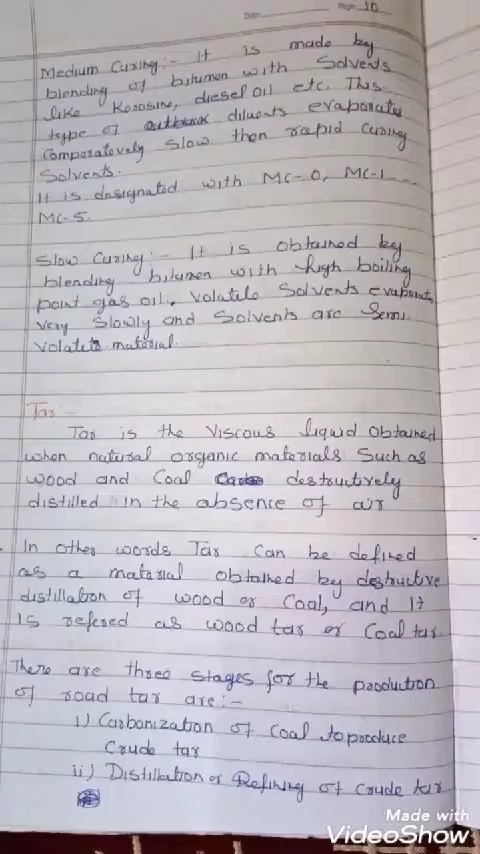 Date
Page 10
Medium Curing:- It is made by
blending of bitumen with Solvents
like Kerosine, diesel oil etc. This
type of diluents evaporates
Comparatevely slow then rapid curing
Solvents.
It is designated with MC-0, MC-1---
MC-5.
Slow Curing:- It is obtained by
blending bitumen with high boiling
point gas oil. Volatile Solvents evaporate
very slowly and Solvents are Semi
volatile material.
Tar -
Tar is the Viscous liquid obtained
when natural organic materials Such as
wood and Coal destructively
distilled in the absence of air
In other words Tar Can be defined
as a material obtained by destructive
distillation of wood or Coal, and It
Is refered as wood tar or Coal tar.
There are three stages for the production
of road tar are:-
i) Carbonization of Coal to produce
Crude tar
ii) Distillation or Refining of crude tar
Made with
VideoShow